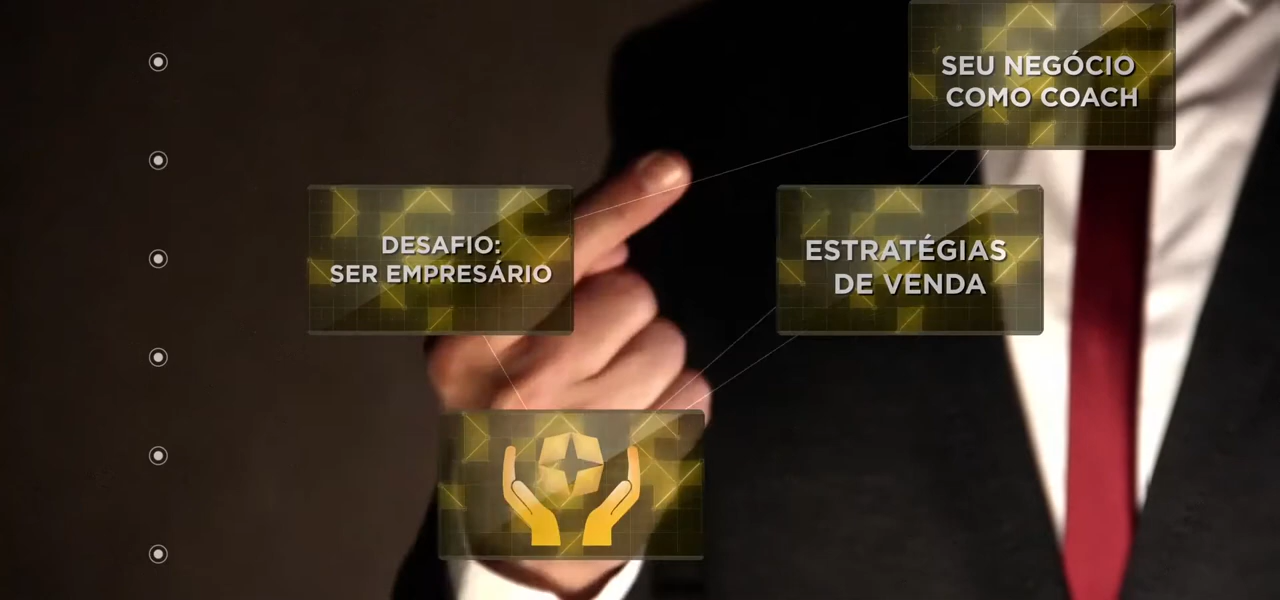 SEU NEGÓCIO
COMO COACH
DESAFIO:
SER EMPRESÁRIO
ESTRATÉGIAS
DE VENDA